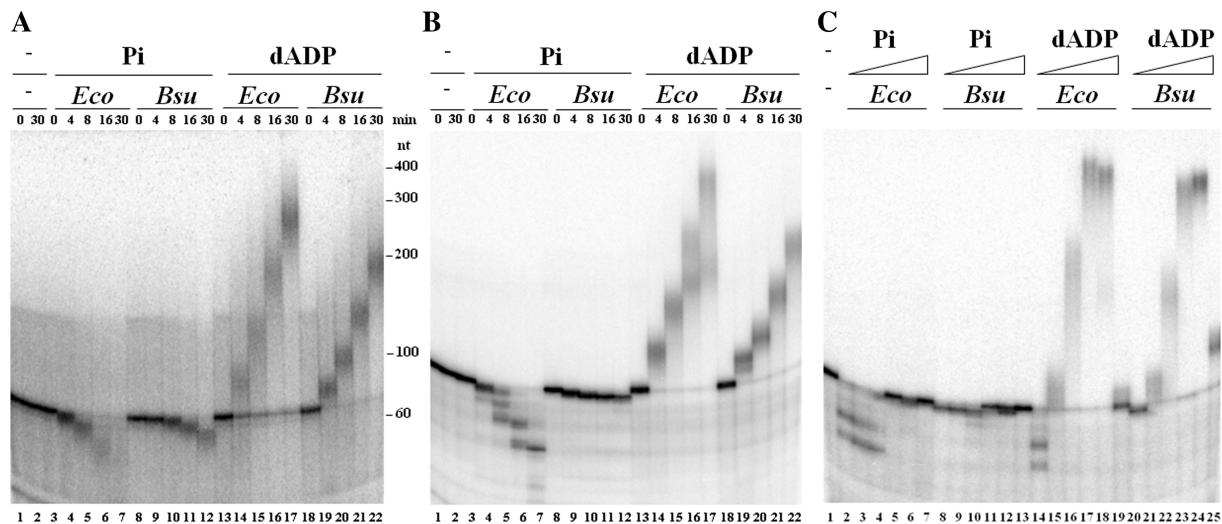 A
- Pi dADP
- Eco Bsu Eco Bsu
0 30 0 4 8 16 30 0 4 8 16 30 0 4 8 16 30 0 4 8 16 30 min
nt
400
300
200
100
60
1 2 3 4 5 6 7 8 9 10 11 12 13 14 15 16 17 18 19 20 21 22
B
- Pi dADP
- Eco Bsu Eco Bsu
0 30 0 4 8 16 30 0 4 8 16 30 0 4 8 16 30 0 4 8 16 30
1 2 3 4 5 6 7 8 9 10 11 12 13 14 15 16 17 18 19 20 21 22
C
- Pi Pi dADP dADP
- Eco Bsu Eco Bsu
1 2 3 4 5 6 7 8 9 10 11 12 13 14 15 16 17 18 19 20 21 22 23 24 25